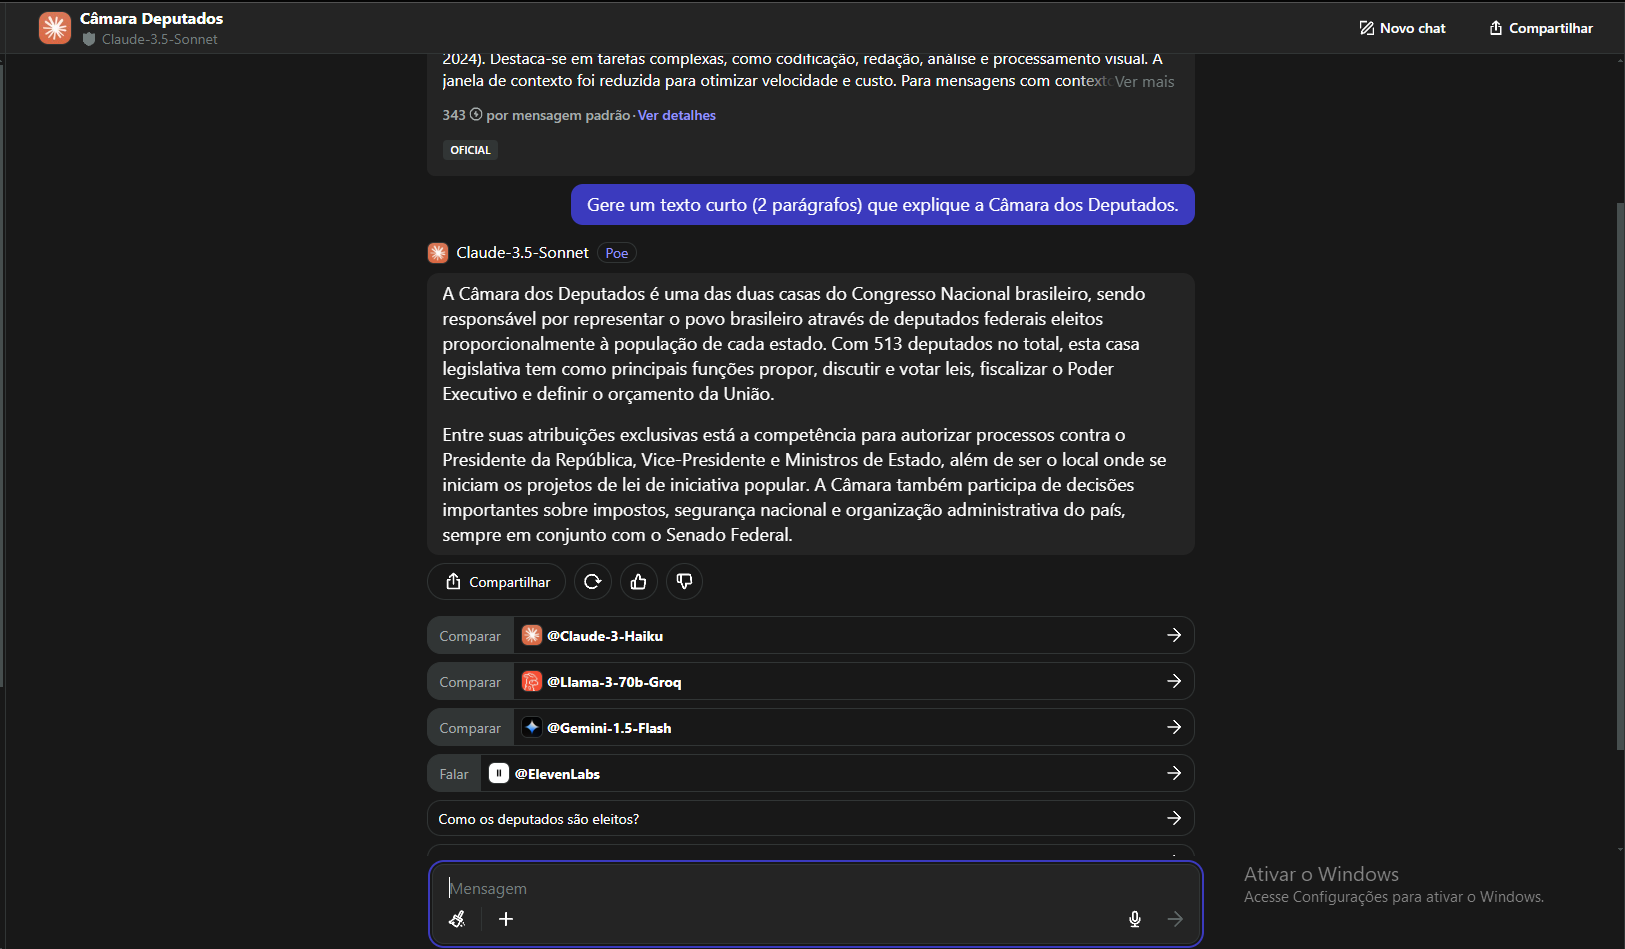 Câmara Deputados
Claude-3.5-Sonnet
Novo chat
Compartilhar
2024). Destaca-se em tarefas complexas, como codificação, redação, análise e processamento visual. A
janela de contexto foi reduzida para otimizar velocidade e custo. Para mensagens com contexto Ver mais
343 por mensagem padrão · Ver detalhes
OFICIAL
Gere um texto curto (2 parágrafos) que explique a Câmara dos Deputados.
Claude-3.5-Sonnet Poe
A Câmara dos Deputados é uma das duas casas do Congresso Nacional brasileiro, sendo
responsável por representar o povo brasileiro através de deputados federais eleitos
proporcionalmente à população de cada estado. Com 513 deputados no total, esta casa
legislativa tem como principais funções propor, discutir e votar leis, fiscalizar o Poder
Executivo e definir o orçamento da União.
Entre suas atribuições exclusivas está a competência para autorizar processos contra o
Presidente da República, Vice-Presidente e Ministros de Estado, além de ser o local onde se
iniciam os projetos de lei de iniciativa popular. A Câmara também participa de decisões
importantes sobre impostos, segurança nacional e organização administrativa do país,
sempre em conjunto com o Senado Federal.
Compartilhar
Comparar @Claude-3-Haiku
Comparar @Llama-3-70b-Groq
Comparar @Gemini-1.5-Flash
Falar @ElevenLabs
Como os deputados são eleitos?
Mensagem
Ativar o Windows
Acesse Configurações para ativar o Windows.